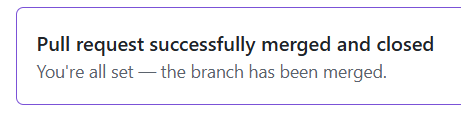 Pull request successfully merged and closed
You're all set — the branch has been merged.